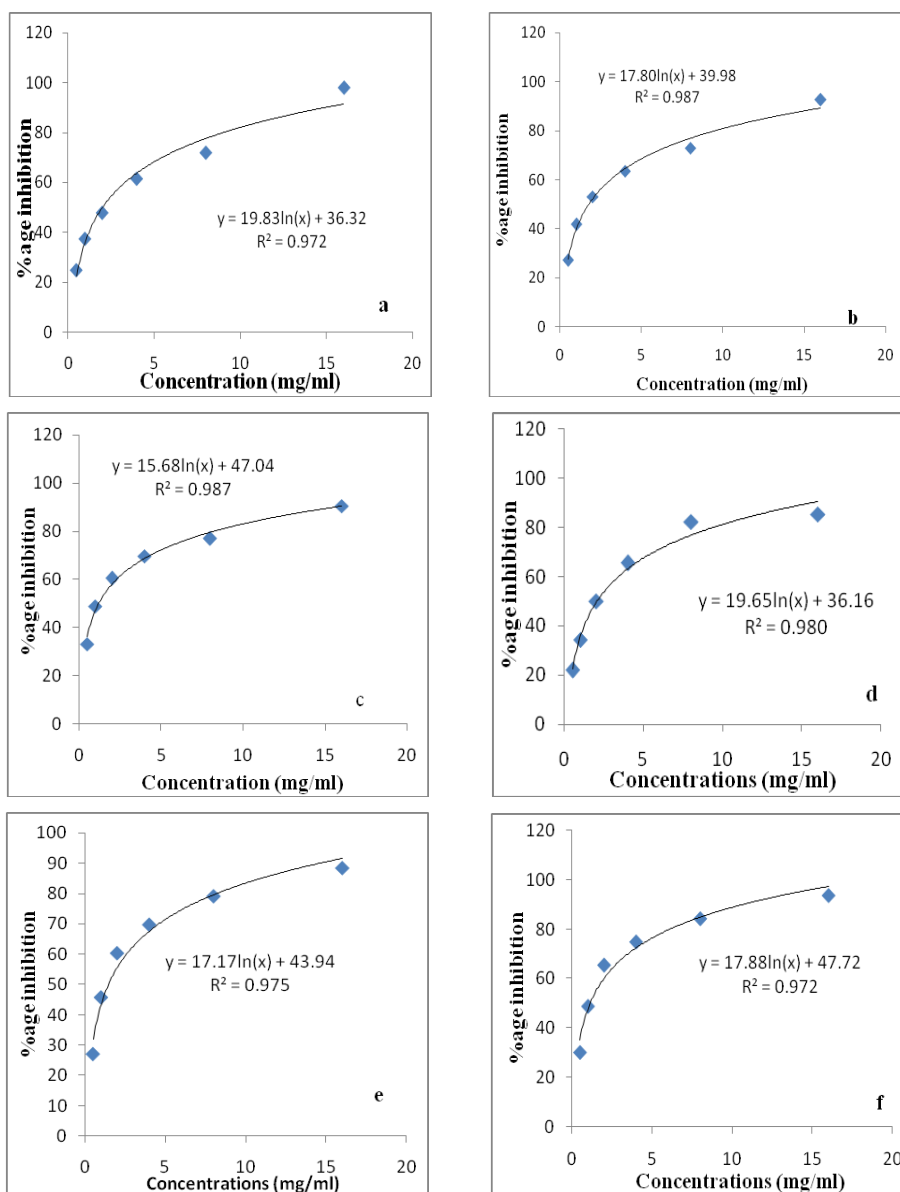 120
100
80
60
40
20
0
%age inhibition
y = 19.83ln(x) + 36.32
R² = 0.972
a
0 5 10 15 20
Concentration (mg/ml)
120
100
80
60
40
20
0
%age inhibition
y = 17.80ln(x) + 39.98
R² = 0.987
b
0 5 10 15 20
Concentration (mg/ml)
120
100
80
60
40
20
0
%age inhibition
y = 15.68ln(x) + 47.04
R² = 0.987
c
0 5 10 15 20
Concentration (mg/ml)
120
100
80
60
40
20
0
%age inhibition
y = 19.65ln(x) + 36.16
R² = 0.980
d
0 5 10 15 20
Concentrations (mg/ml)
100
90
80
70
60
50
40
30
20
10
0
%age inhibition
y = 17.17ln(x) + 43.94
R² = 0.975
e
0 5 10 15 20
Concentrations (mg/ml)
120
100
80
60
40
20
0
%age inhibition
y = 17.88ln(x) + 47.72
R² = 0.972
f
0 5 10 15 20
Concentrations (mg/ml)